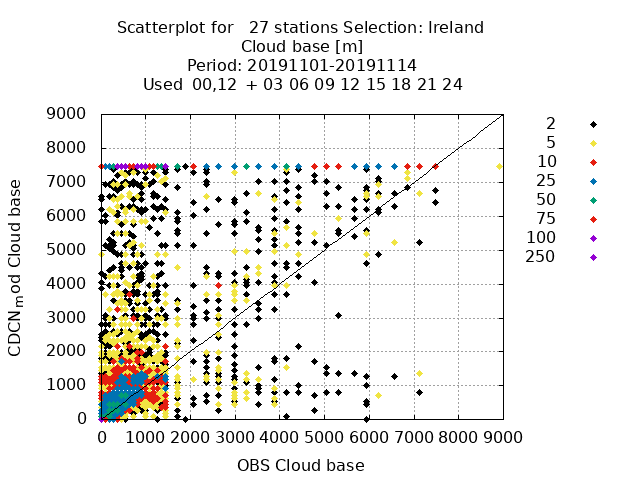 Scatterplot for   27 stations Selection: Ireland
Cloud base [m]
Period: 20191101-20191114
Used  00,12  + 03 06 09 12 15 18 21 24
2
5
10
25
50
75
100
250
9000
8000
7000
6000
5000
4000
3000
2000
1000
0
CDCNmod Cloud base
0 1000 2000 3000 4000 5000 6000 7000 8000 9000
OBS Cloud base